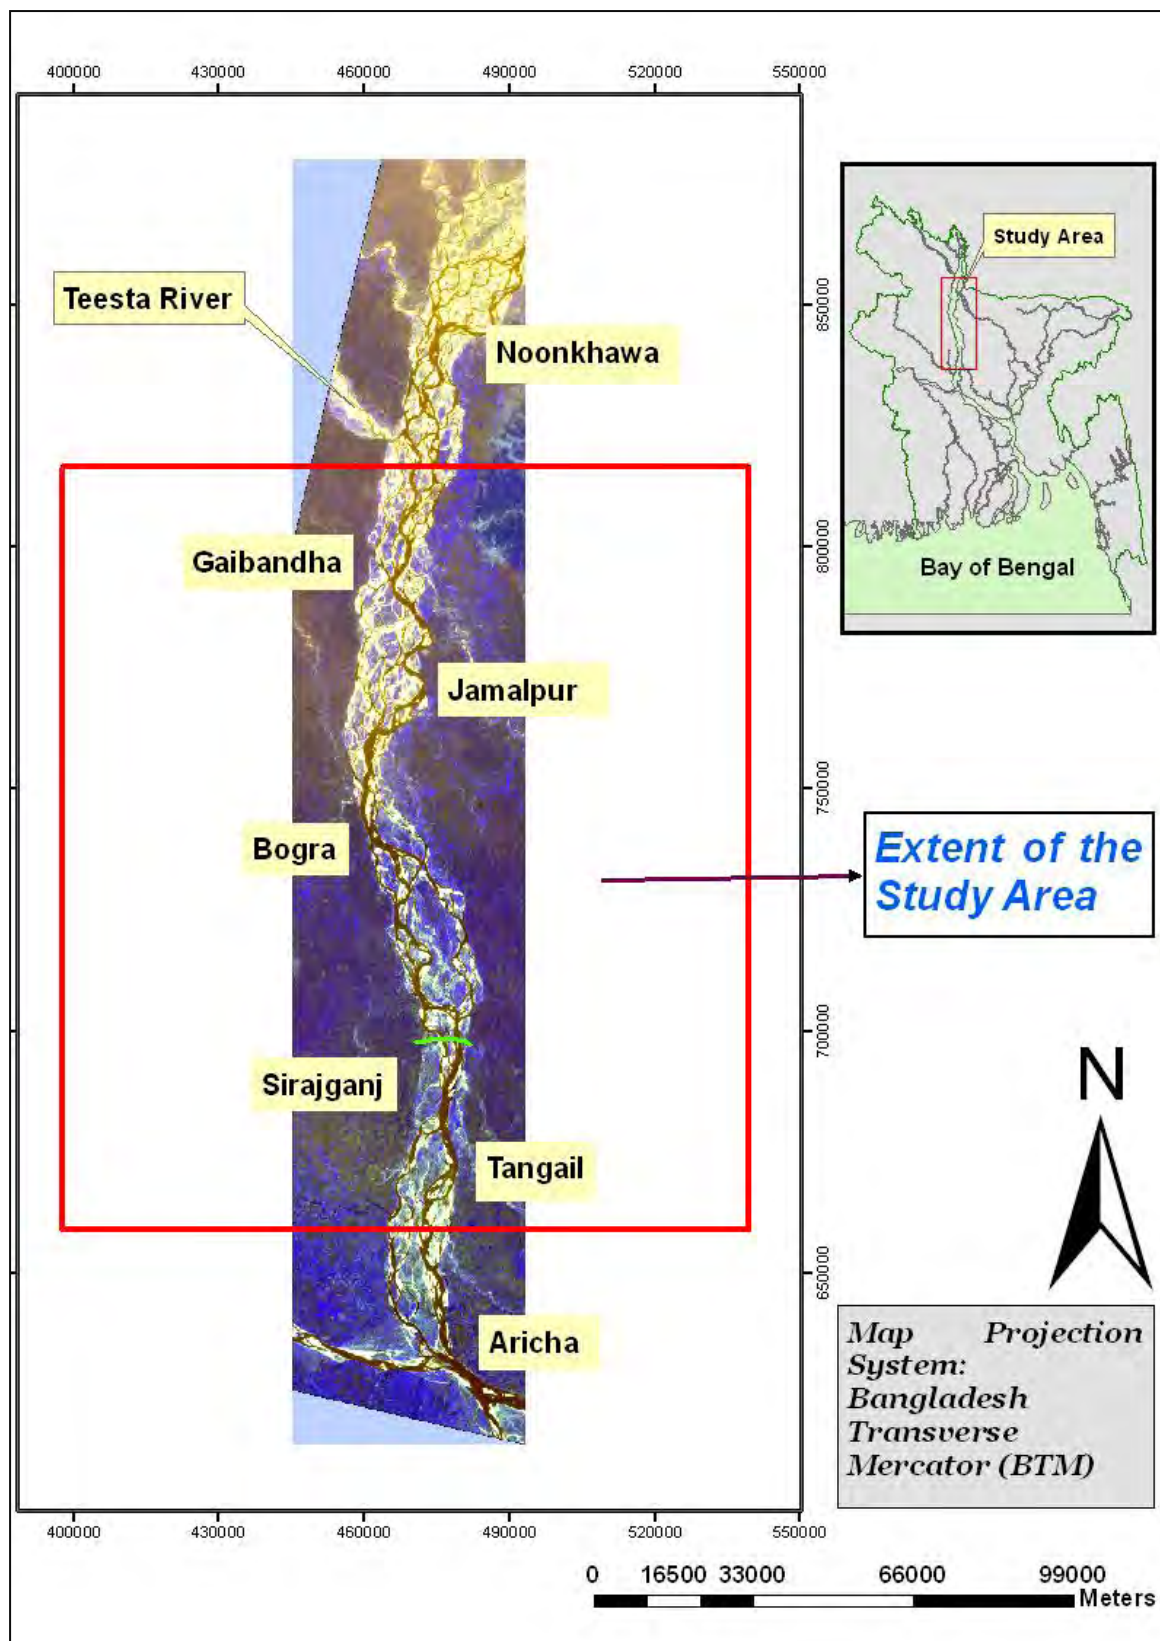 400000 430000 460000 490000 520000 550000
Study Area
Teesta River
Noonkhawa
850000
Gaibandha
800000
Bay of Bengal
Jamalpur
750000
Bogra
Extent of the
Study Area
700000
Sirajganj
N
Tangail
650000
Aricha
Map Projection
System:
Bangladesh
Transverse
Mercator (BTM)
400000 430000 460000 490000 520000 550000
0 16500 33000 66000 99000
Meters